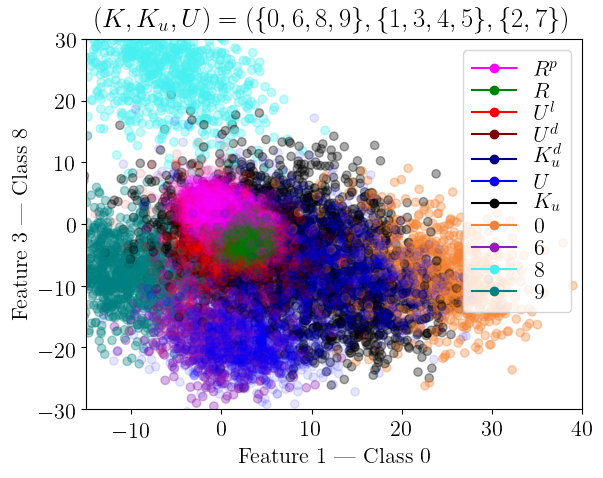 (K, K_u, U) = ({0, 6, 8, 9}, {1, 3, 4, 5}, {2, 7})
30
20
10
0
−10
−20
−30
Feature 3 — Class 8
R^p
R
U^l
U^d
K_u^d
U
K_u
0
6
8
9
−10
0
10
20
30
40
Feature 1 — Class 0